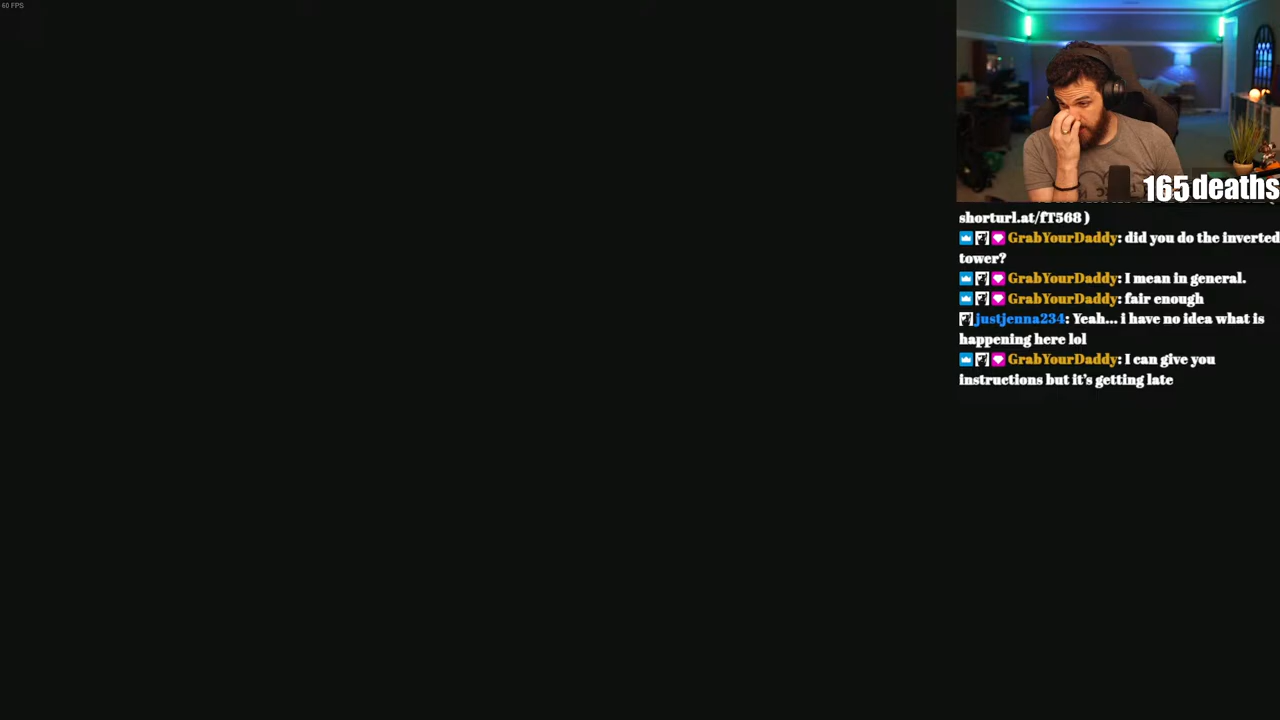 60 FPS
165 deaths
shorturl.at/fT568 )
GrabYourDaddy: did you do the inverted
tower?
GrabYourDaddy: I mean in general.
GrabYourDaddy: fair enough
justjenna234: Yeah... i have no idea what is
happening here lol
GrabYourDaddy: I can give you
instructions but it's getting late